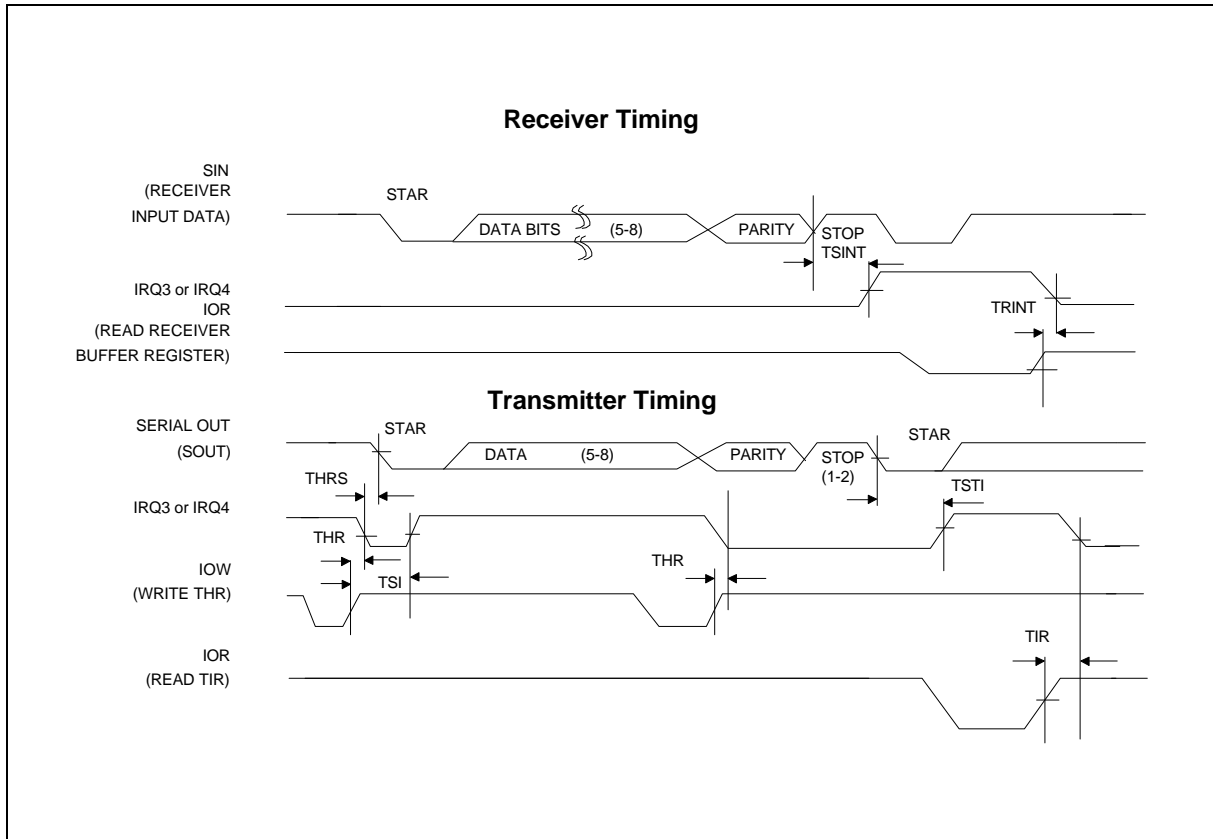 Receiver Timing
SIN
(RECEIVER
INPUT DATA)
STAR
DATA BITS (5-8)
PARITY
STOP
TSINT
IRQ3 or IRQ4
IOR
(READ RECEIVER
BUFFER REGISTER)
TRINT
Transmitter Timing
SERIAL OUT
(SOUT)
STAR
DATA (5-8)
PARITY
STOP
(1-2)
STAR
THRS
TSTI
IRQ3 or IRQ4
THR
THR
IOW
(WRITE THR)
TSI
TIR
IOR
(READ TIR)